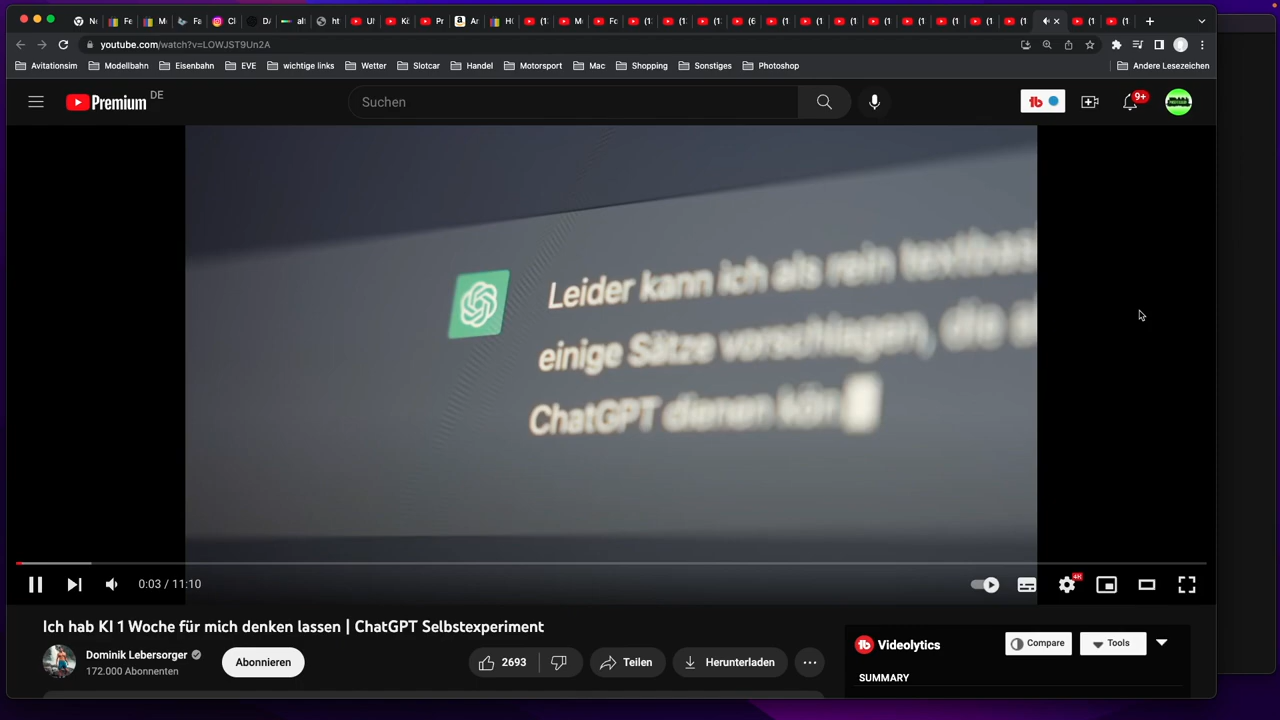 youtube.com/watch?v=LOWJST9Un2A
Avitationsim
Modellbahn
Eisenbahn
EVE
wichtige links
Wetter
Slotcar
Handel
Motorsport
Mac
Shopping
Sonstiges
Photoshop
Andere Lesezeichen
Premium DE
Suchen
9+
Leider kann ich als rein textbas
einige Sätze vorschlagen, die a
ChatGPT dienen kön
0:03 / 11:10
4K
Ich hab KI 1 Woche für mich denken lassen | ChatGPT Selbstexperiment
Dominik Lebersorger
172.000 Abonnenten
Abonnieren
2693
Teilen
Herunterladen
Videolytics
Compare
Tools
SUMMARY